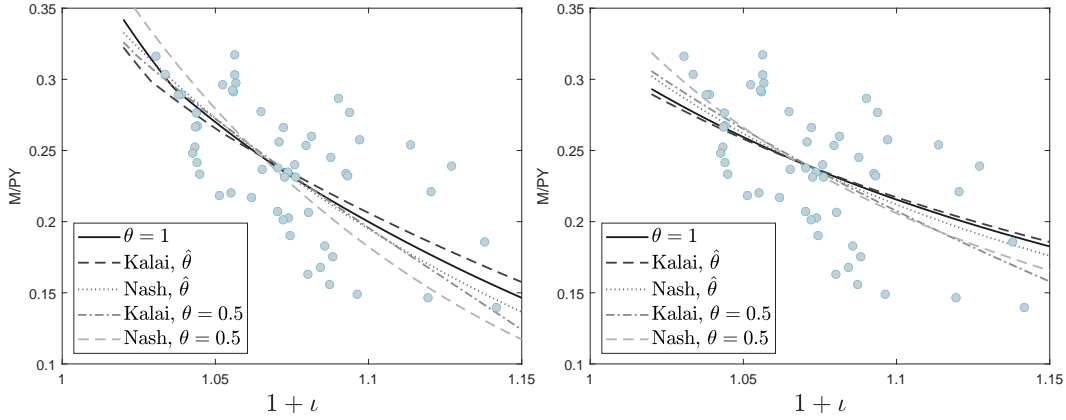 0.35
0.3
0.25
0.2
0.15
0.1
M/PY
θ = 1
Kalai, θ̂
Nash, θ̂
Kalai, θ = 0.5
Nash, θ = 0.5
1
1.05
1.1
1.15
1 + ι
0.35
0.3
0.25
0.2
0.15
0.1
M/PY
θ = 1
Kalai, θ̂
Nash, θ̂
Kalai, θ = 0.5
Nash, θ = 0.5
1
1.05
1.1
1.15
1 + ι